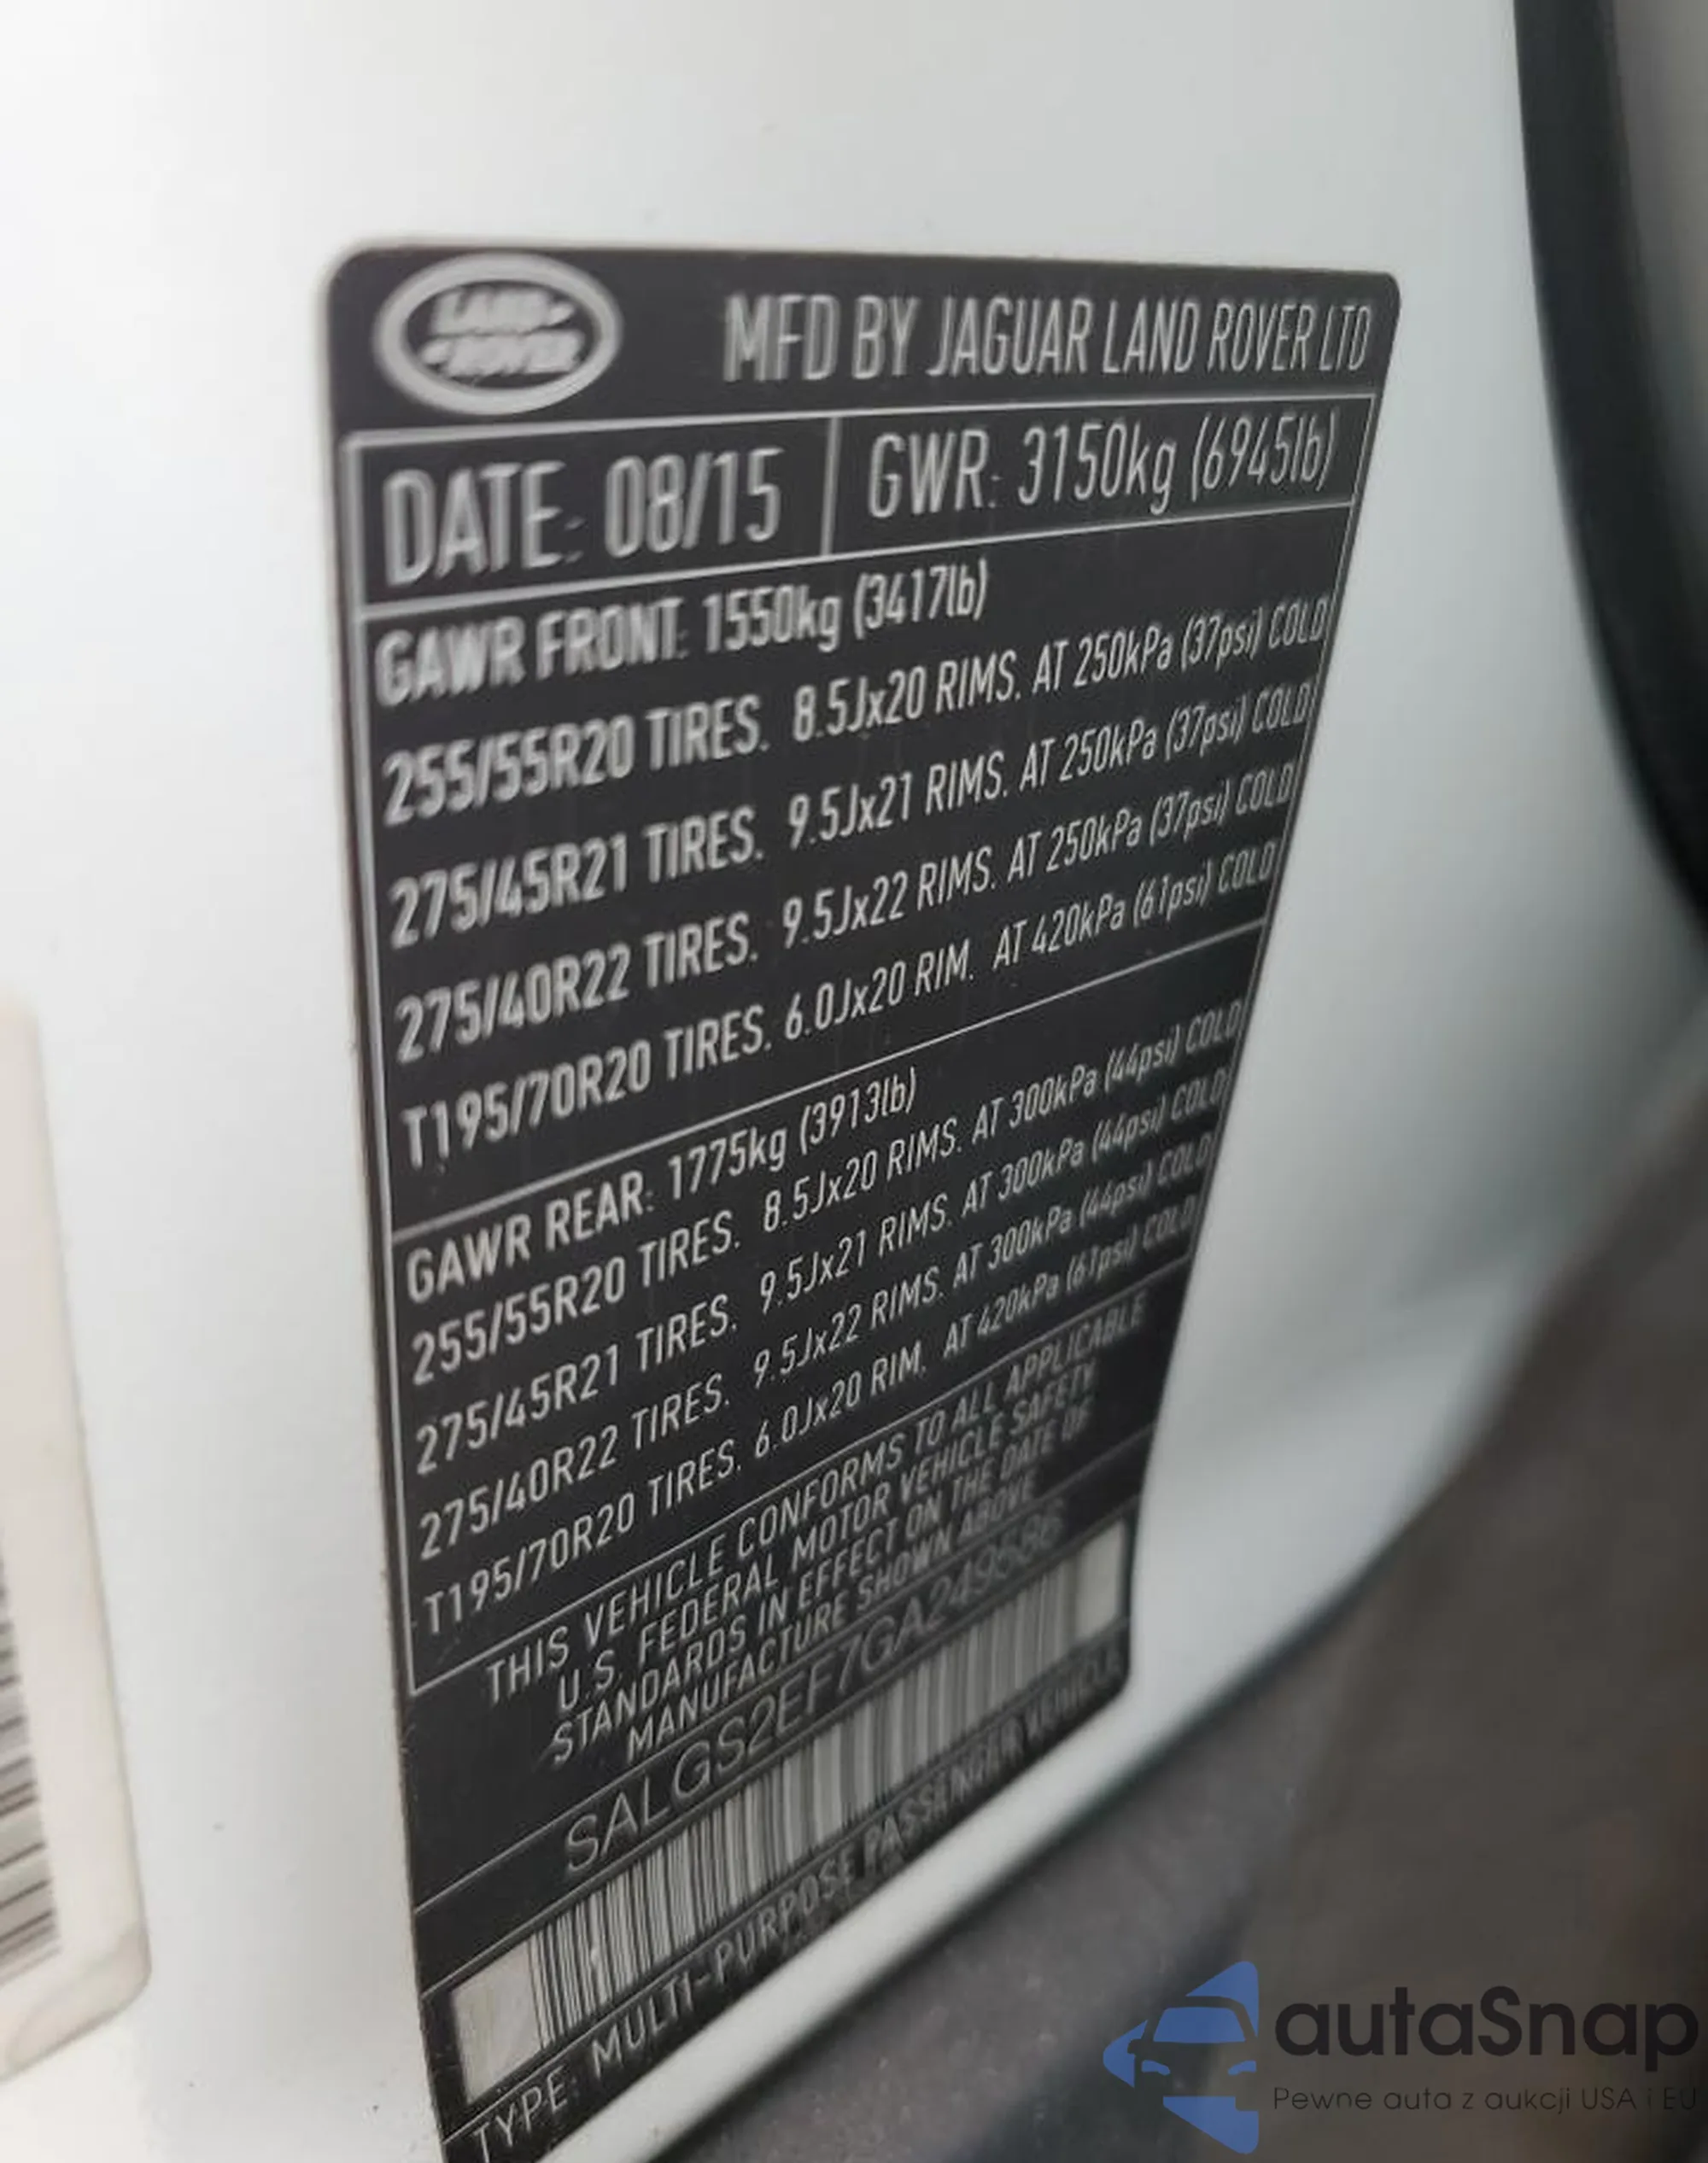 LAND-
-ROVER
MFD BY JAGUAR LAND ROVER LTD
DATE: 08/15 GWR: 3150kg (6945lb)
GAWR FRONT: 1550kg (3417lb)
255/55R20 TIRES. 8.5Jx20 RIMS. AT 250kPa (37psi) COLD
275/45R21 TIRES. 9.5Jx21 RIMS. AT 250kPa (37psi) COLD
275/40R22 TIRES. 9.5Jx22 RIMS. AT 250kPa (37psi) COLD
T195/70R20 TIRES. 6.0Jx20 RIM. AT 420kPa (61psi) COLD
GAWR REAR: 1775kg (3913lb)
255/55R20 TIRES. 8.5Jx20 RIMS. AT 300kPa (44psi) COLD
275/45R21 TIRES. 9.5Jx21 RIMS. AT 300kPa (44psi) COLD
275/40R22 TIRES. 9.5Jx22 RIMS. AT 300kPa (44psi) COLD
T195/70R20 TIRES. 6.0Jx20 RIM. AT 420kPa (61psi) COLD
THIS VEHICLE CONFORMS TO ALL APPLICABLE
U.S. FEDERAL MOTOR VEHICLE SAFETY
STANDARDS IN EFFECT ON THE DATE OF
MANUFACTURE SHOWN ABOVE
TYPE: MULTI-PURPOSE PASSENGER VEHICLE
autaSnap
Pewne auta z aukcji USA i EU